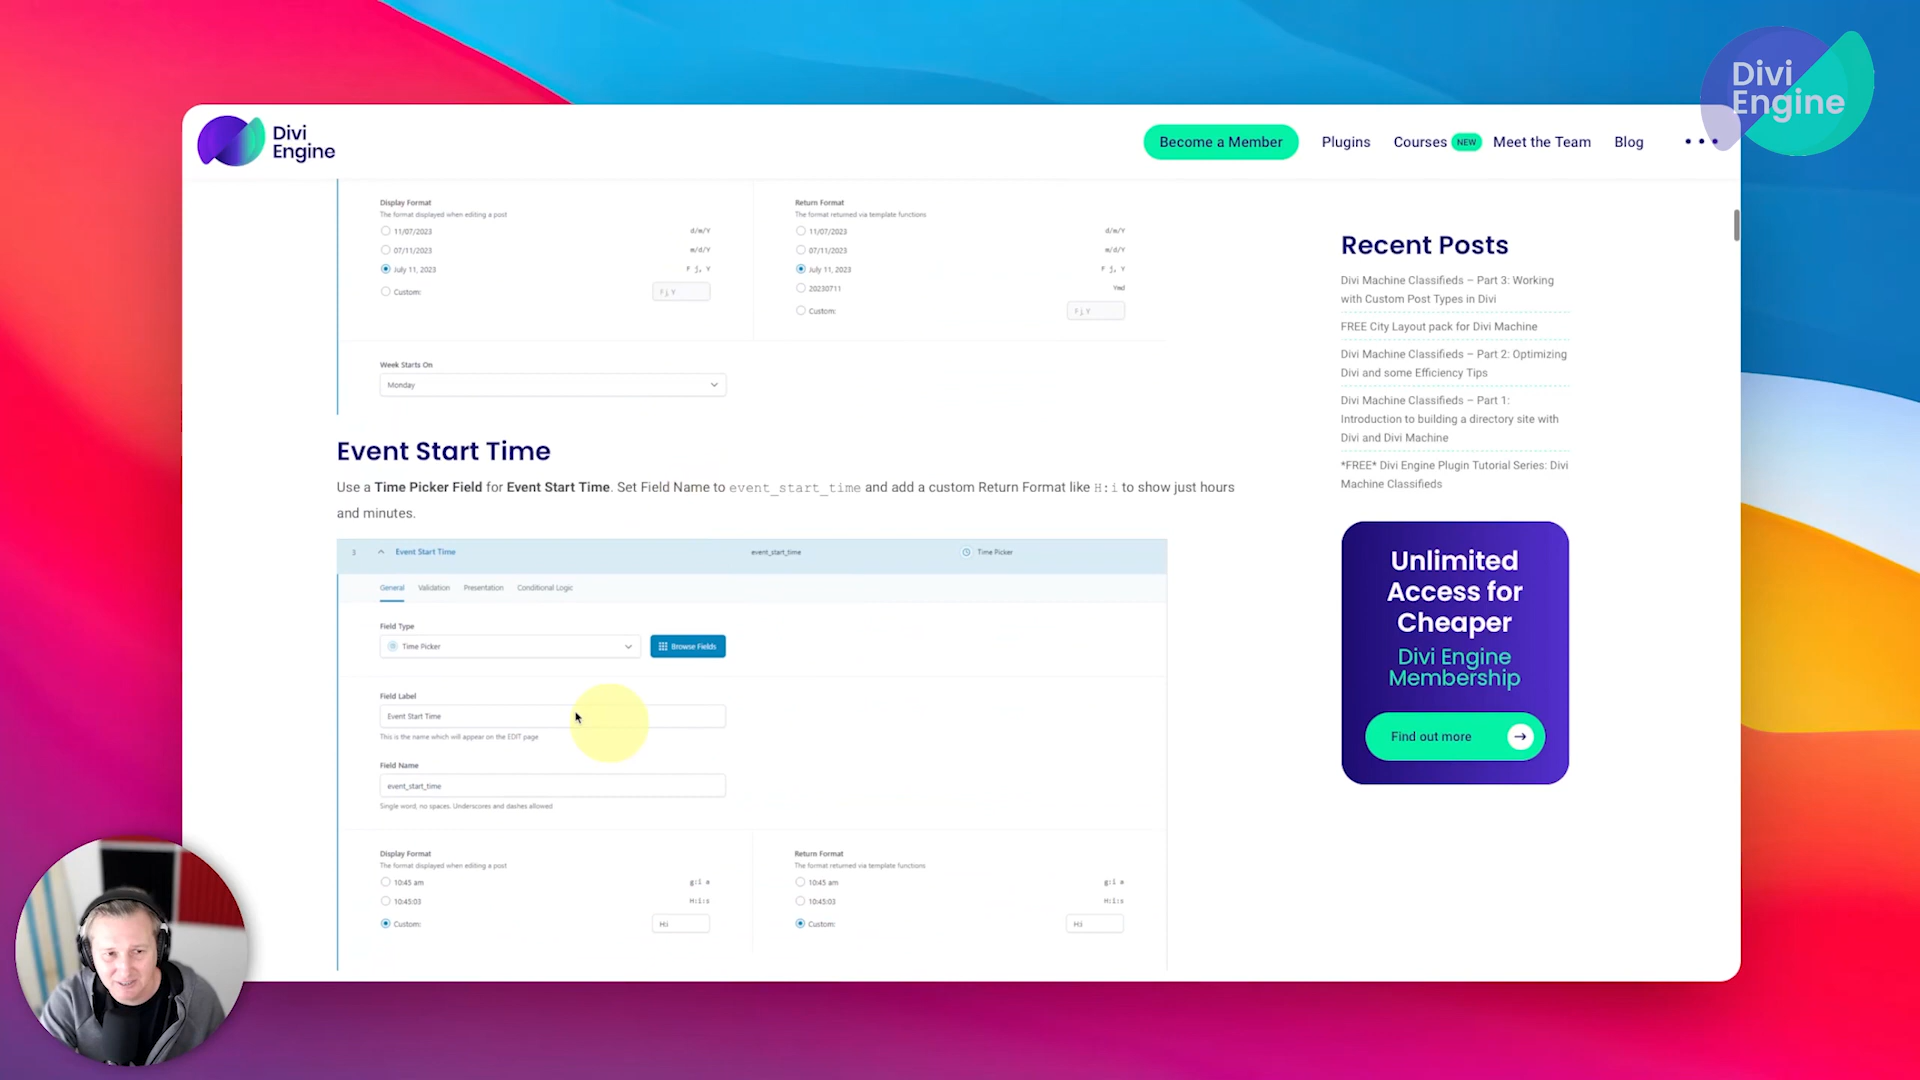 Divi
Engine
Divi
Engine
Become a Member
Plugins
Courses NEW
Meet the Team
Blog
Display Format
The format displayed when editing a post
11/07/2023 d/m/Y
07/11/2023 m/d/Y
July 11, 2023 F j, Y
Custom: F j, Y
Return Format
The format returned via template functions
11/07/2023 d/m/Y
07/11/2023 m/d/Y
July 11, 2023 F j, Y
20230711 Ymd
Custom: F j, Y
Week Starts On
Monday
Event Start Time
Use a Time Picker Field for Event Start Time. Set Field Name to event_start_time and add a custom Return Format like H:i to show just hours
and minutes.
3 Event Start Time event_start_time Time Picker
General Validation Presentation Conditional Logic
Field Type
Time Picker Browse Fields
Field Label
Event Start Time
This is the name which will appear on the EDIT page
Field Name
event_start_time
Single word, no spaces. Underscores and dashes allowed
Display Format
The format displayed when editing a post
10:45 am g:i a
10:45:03 H:i:s
Custom: H:i
Return Format
The format returned via template functions
10:45 am g:i a
10:45:03 H:i:s
Custom: H:i
Recent Posts
Divi Machine Classifieds – Part 3: Working
with Custom Post Types in Divi
FREE City Layout pack for Divi Machine
Divi Machine Classifieds – Part 2: Optimizing
Divi and some Efficiency Tips
Divi Machine Classifieds – Part 1:
Introduction to building a directory site with
Divi and Divi Machine
*FREE* Divi Engine Plugin Tutorial Series: Divi
Machine Classifieds
Unlimited
Access for
Cheaper
Divi Engine
Membership
Find out more